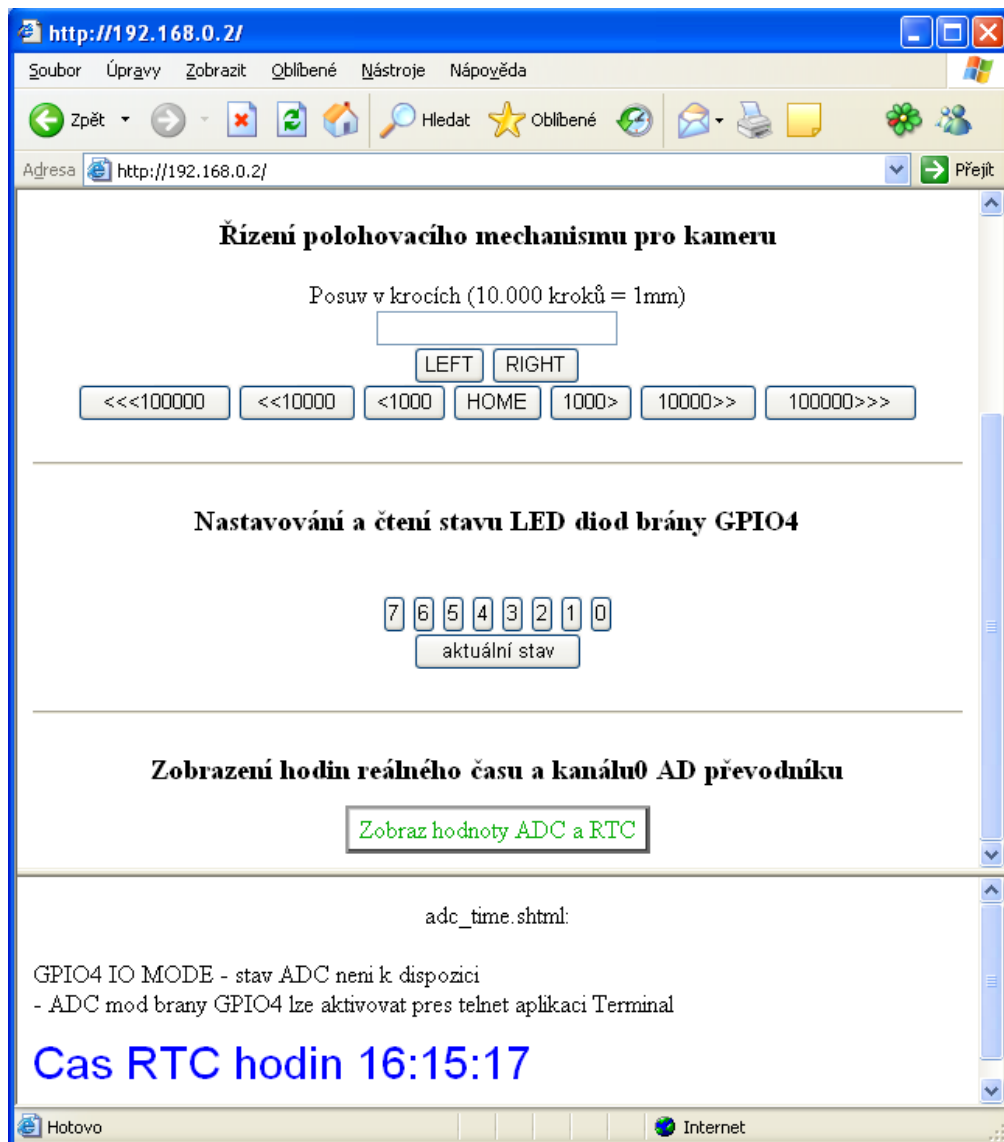 http://192.168.0.2/
Soubor Úpravy Zobrazit Oblíbené Nástroje Nápověda
Zpět Hledat Oblíbené
Adresa http://192.168.0.2/ Přejít
Řízení polohovacího mechanismu pro kameru
Posuv v krocích (10.000 kroků = 1mm)
LEFT RIGHT
<<<100000 <<10000 <1000 HOME 1000> 10000>> 100000>>>
Nastavování a čtení stavu LED diod brány GPIO4
7 6 5 4 3 2 1 0
aktuální stav
Zobrazení hodin reálného času a kanálu0 AD převodníku
Zobraz hodnoty ADC a RTC
adc_time.shtml:
GPIO4 IO MODE - stav ADC neni k dispozici
- ADC mod brany GPIO4 lze aktivovat pres telnet aplikaci Terminal
Cas RTC hodin 16:15:17
Hotovo Internet